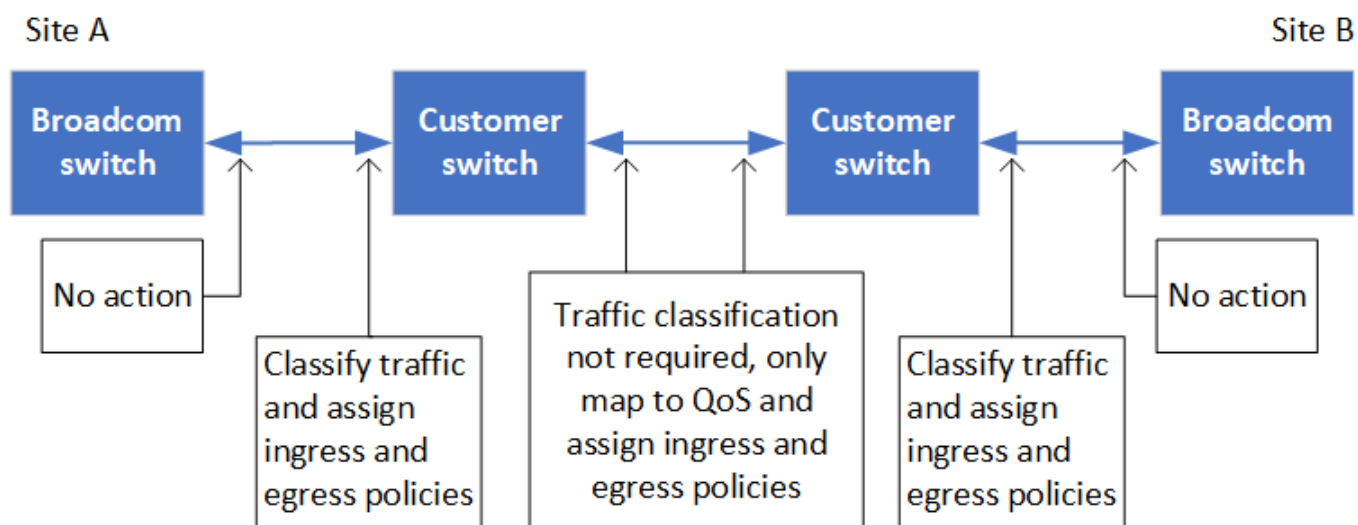 Site A
Site B
Broadcom
switch
Customer
switch
Customer
switch
Broadcom
switch
No action
Classify traffic
and assign
ingress and
egress policies
Traffic classification
not required, only
map to QoS and
assign ingress and
egress policies
Classify traffic
and assign
ingress and
egress policies
No action